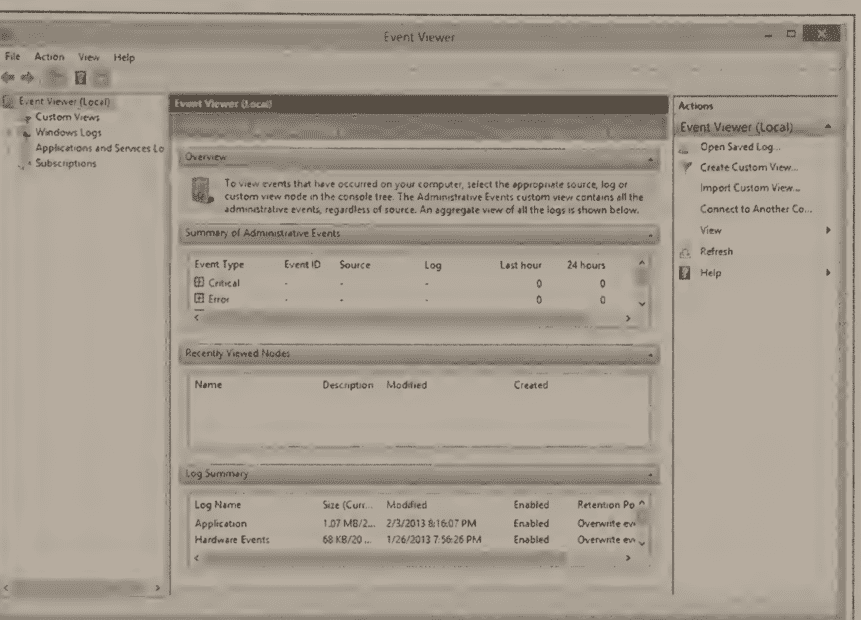 Event Viewer
File Action View Help
Event Viewer (Local)
Custom Views
Windows Logs
Applications and Services Lo
Subscriptions
Event Viewer (Local)
Overview
To view events that have occurred on your computer, select the appropriate source, log or
custom view node in the console tree. The Administrative Events custom view contains all the
administrative events, regardless of source. An aggregate view of all the logs is shown below.
Summary of Administrative Events
Event Type Event ID Source Log Last hour 24 hours
Critical - - - 0 0
Error - - - 0 0
Recently Viewed Nodes
Name Description Modified Created
Log Summary
Log Name Size (Curr... Modified Enabled Retention Po
Application 1.07 MB/2... 2/3/2013 8:16:07 PM Enabled Overwrite eve
Hardware Events 68 KB/20 ... 1/26/2013 7:56:26 PM Enabled Overwrite eve
Actions
Event Viewer (Local)
Open Saved Log...
Create Custom View...
Import Custom View...
Connect to Another Co...
View
Refresh
Help